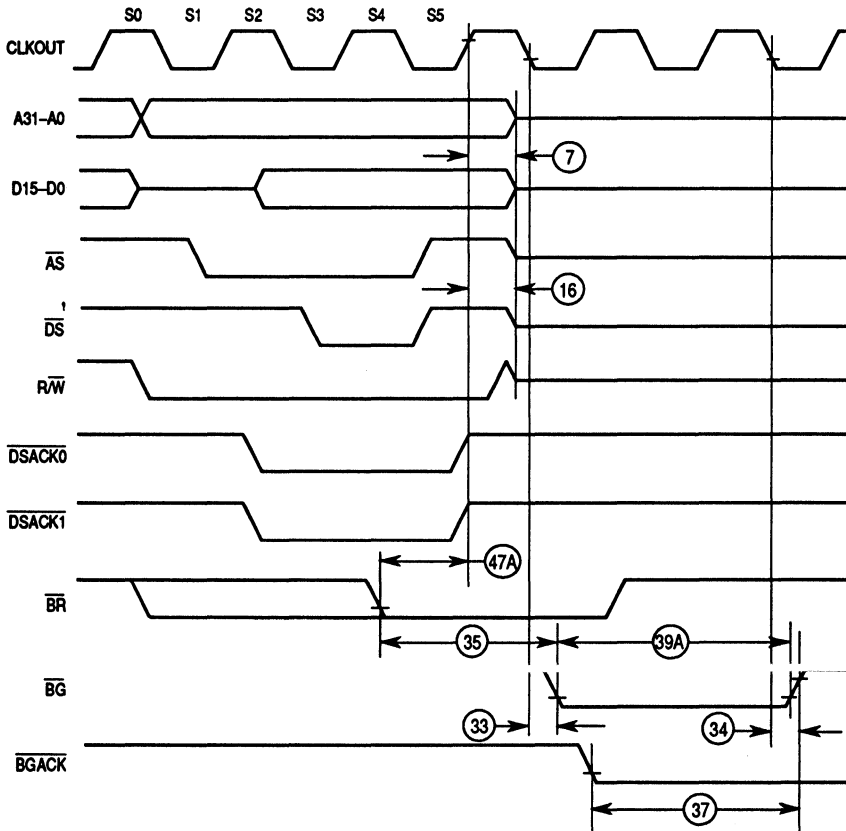 S0 S1 S2 S3 S4 S5
CLKOUT
A31–A0
7
D15–D0
AS
16
DS
R/W
DSACK0
DSACK1
47A
BR
35 39A
BG
33 34
BGACK
37